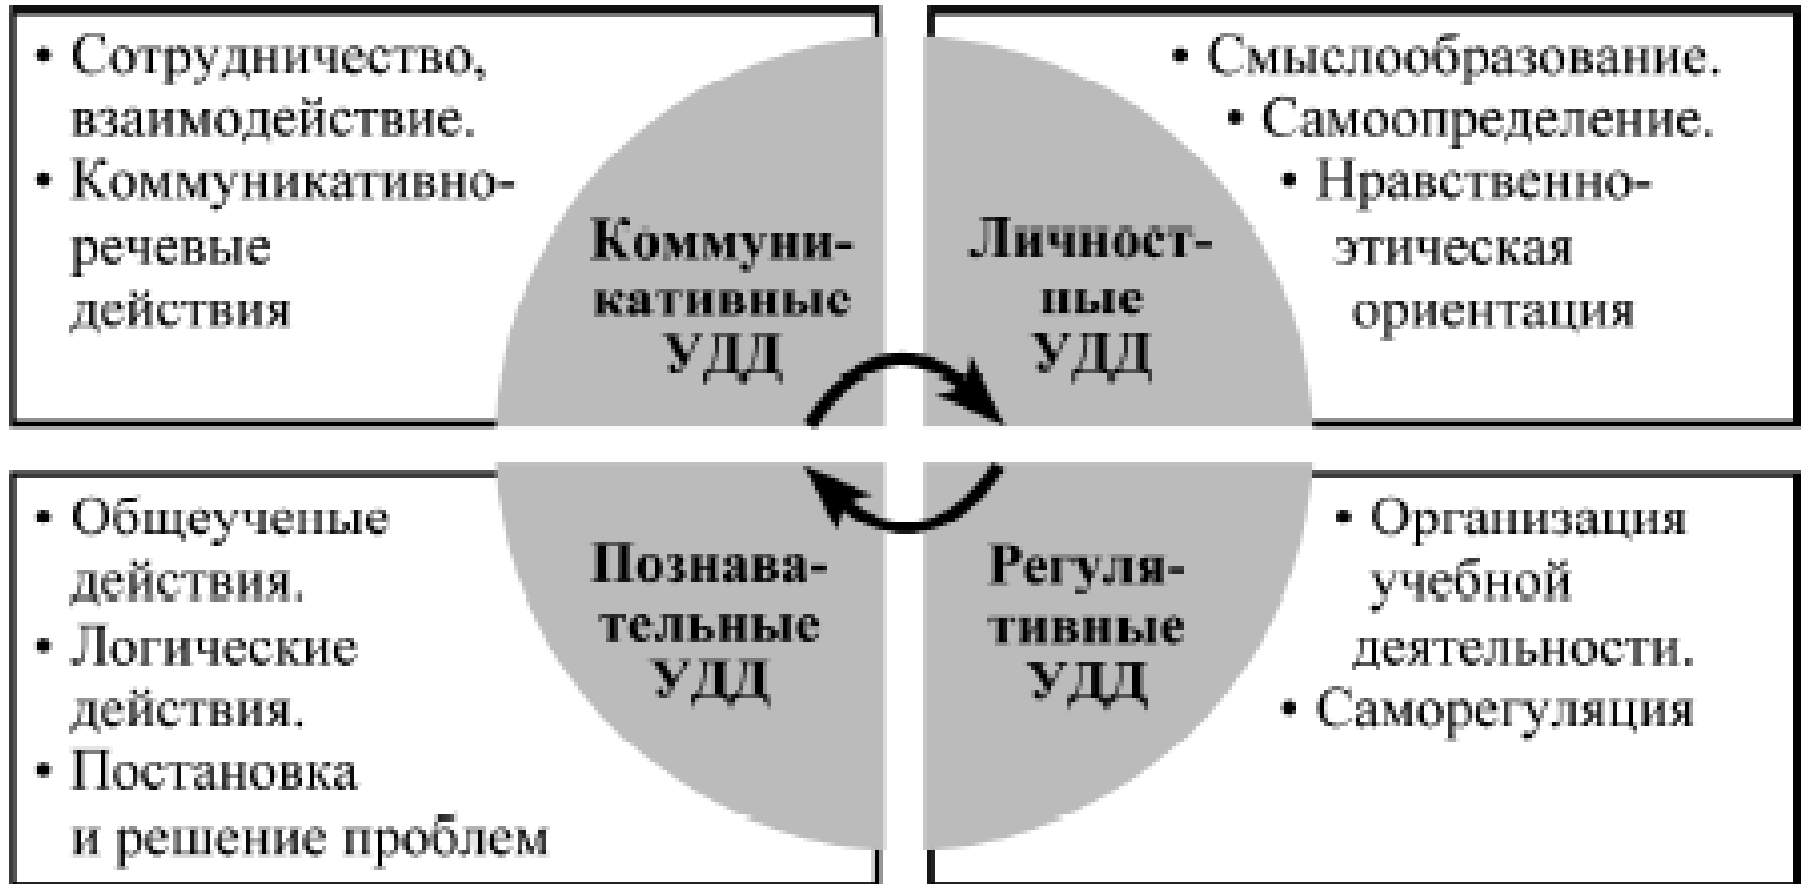 • Сотрудничество,
взаимодействие.
• Коммуникативно-
речевые
действия
Коммуни-
кативные
УДД
• Смыслообразование.
• Самоопределение.
• Нравственно-
этическая
ориентация
Личност-
ные
УДД
• Общеученые
действия.
• Логические
действия.
• Постановка
и решение проблем
Познава-
тельные
УДД
• Организация
учебной
деятельности.
• Саморегуляция
Регуля-
тивные
УДД